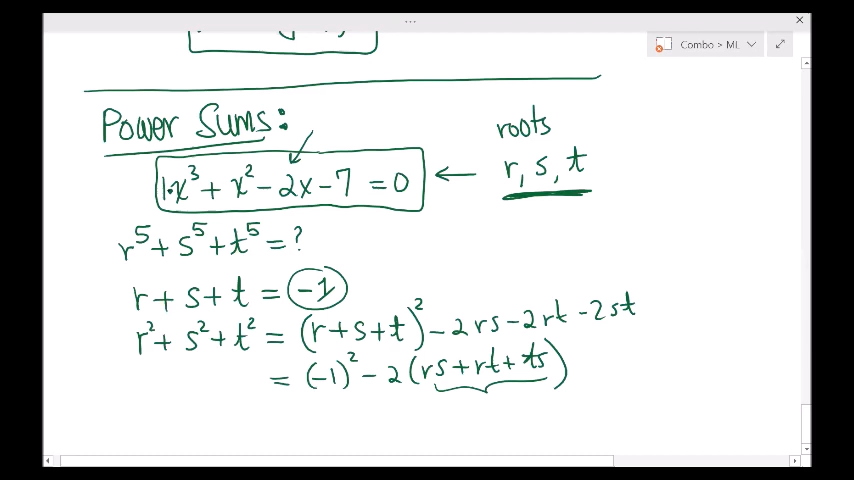 Combo > ML
Power Sums:
1·x³ + x² - 2x - 7 = 0
roots
r, s, t
r⁵ + s⁵ + t⁵ = ?
r + s + t = -1
r² + s² + t² = (r + s + t)² - 2rs - 2rt - 2st
= (-1)² - 2(rs + rt + ts)